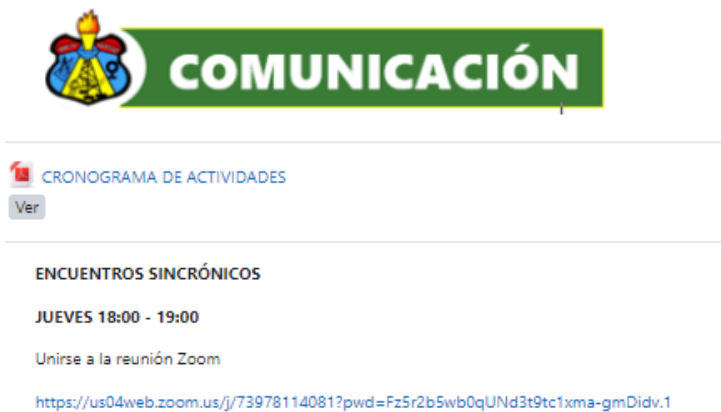 COMUNICACIÓN
CRONOGRAMA DE ACTIVIDADES
Ver
ENCUENTROS SINCRÓNICOS
JUEVES 18:00 - 19:00
Unirse a la reunión Zoom
https://us04web.zoom.us/j/73978114081?pwd=Fz5r2b5wb0qUNd3t9tc1xma-gmDidv.1